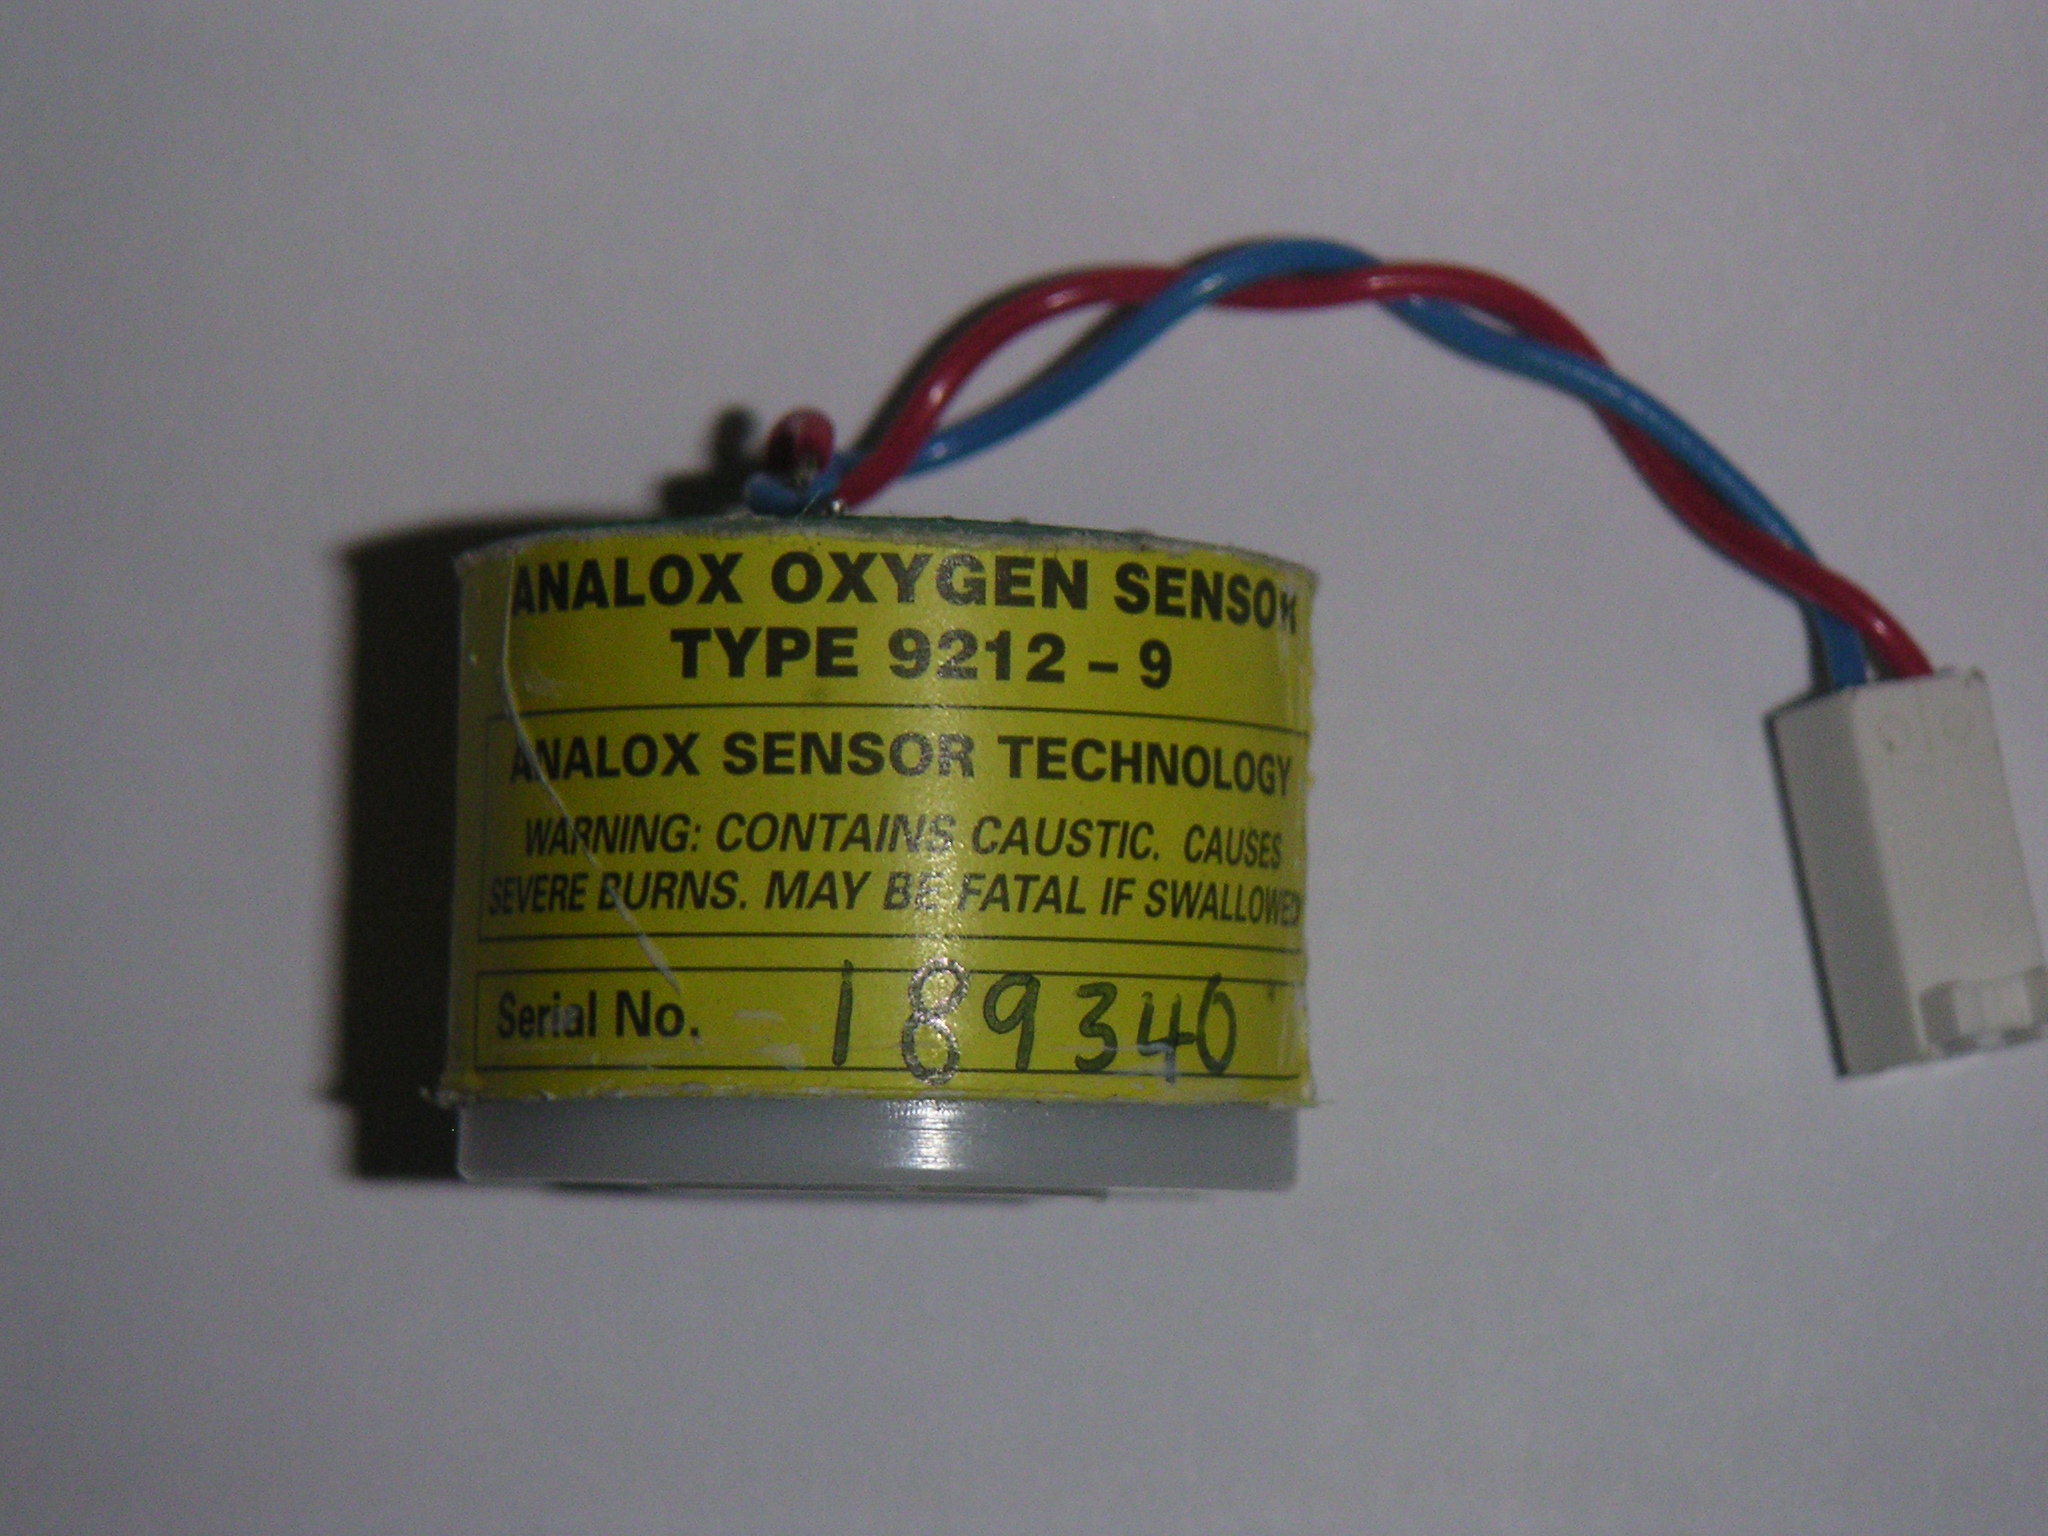 ANALOX OXYGEN SENSOR
TYPE 9212 – 9
ANALOX SENSOR TECHNOLOGY
WARNING: CONTAINS CAUSTIC. CAUSES
SEVERE BURNS. MAY BE FATAL IF SWALLOWED
Serial No. 189340